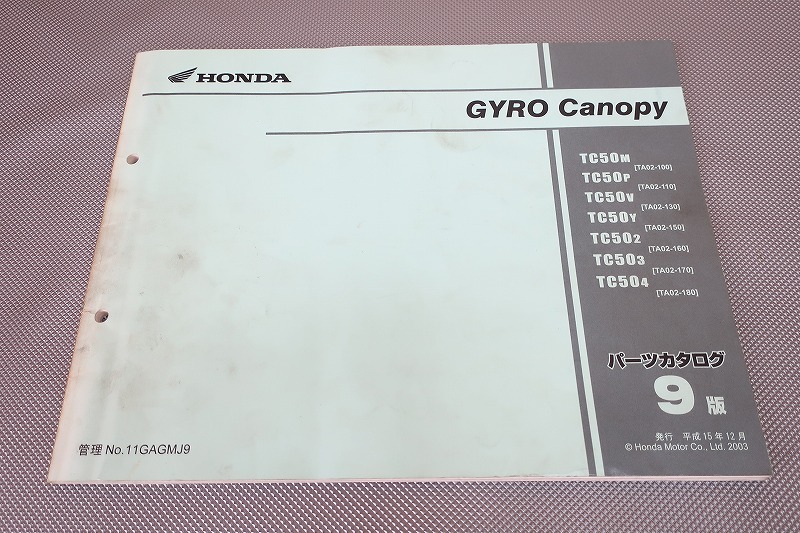 HONDA
GYRO Canopy
TC50M
[TA02-100]
TC50P
[TA02-110]
TC50V
[TA02-130]
TC50Y
[TA02-150]
TC502
[TA02-160]
TC503
[TA02-170]
TC504
[TA02-180]
パーツカタログ
9 版
発行 平成15年12月
© Honda Motor Co., Ltd. 2003
管理 No.11GAGMJ9